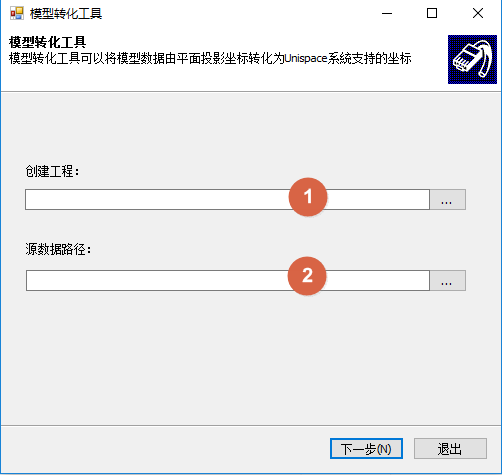 模型转化工具
模型转化工具
模型转化工具可以将模型数据由平面投影坐标转化为Unispace系统支持的坐标
创建工程：
1
...
源数据路径：
2
...
下一步(N)
退出